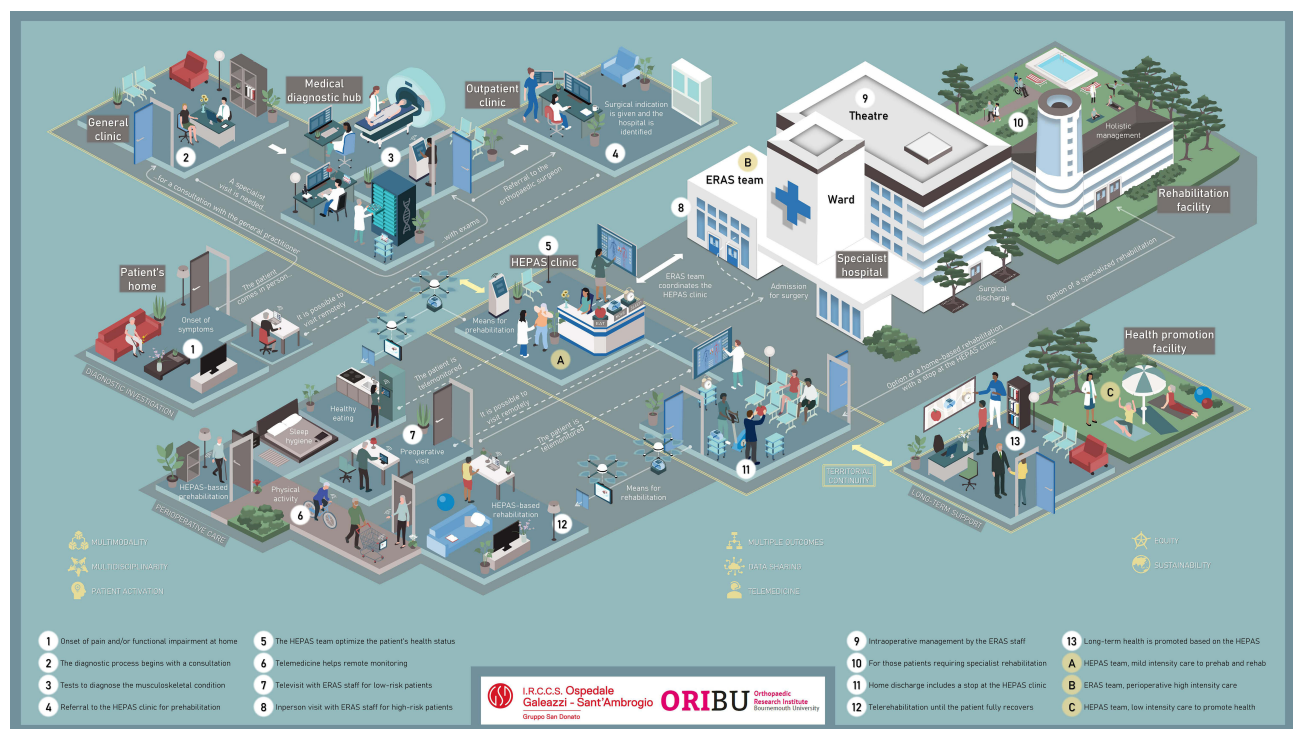 General
clinic
2
Medical
diagnostic hub
3
Outpatient
clinic
Surgical indication
is given and the
hospital is
identified
4
A specialist
visit is needed
..for a consultation with the general practitioner
Referral to the
orthopaedic surgeon
..with exams
Patient's
home
Onset of
symptoms
1
The patient
comes in person...
It is possible to
visit remotely
DIAGNOSTIC INVESTIGATION
5
HEPAS clinic
Means for
prehabilitation
EAT
A
ERAS team
coordinates the
HEPAS clinic
Admission
for surgery
9
Theatre
B
ERAS team
8
Ward
Specialist
hospital
10
Holistic
management
Rehabilitation
facility
Surgical
discharge
Option of a specialized rehabilitation
Option of a home-based rehabilitation
with a stop at the HEPAS clinic
Health promotion
facility
C
13
LONG-TERM SUPPORT
TERRITORIAL
CONTINUITY
11
The patient is
telemonitored
It is possible to
visit remotely
The patient is
telemonitored
Healthy
eating
Sleep
hygiene
7
Preoperative
visit
HEPAS-based
prehabilitation
Physical
activity
6
PERIOPERATIVE CARE
HEPAS-based
rehabilitation
12
Means for
rehabilitation
MULTIMODALITY
MULTIDISCIPLINARITY
PATIENT ACTIVATION
MULTIPLE OUTCOMES
DATA SHARING
TELEMEDICINE
EQUITY
SUSTAINABILITY
1 Onset of pain and/or functional impairment at home
2 The diagnostic process begins with a consultation
3 Tests to diagnose the musculoskeletal condition
4 Referral to the HEPAS clinic for prehabilitation
5 The HEPAS team optimize the patient's health status
6 Telemedicine helps remote monitoring
7 Televisit with ERAS staff for low-risk patients
8 Inperson visit with ERAS staff for high-risk patients
I.R.C.C.S. Ospedale
Galeazzi - Sant'Ambrogio
Gruppo San Donato
ORIBU
Orthopaedic
Research Institute
Bournemouth University
9 Intraoperative management by the ERAS staff
10 For those patients requiring specialist rehabilitation
11 Home discharge includes a stop at the HEPAS clinic
12 Telerehabilitation until the patient fully recovers
13 Long-term health is promoted based on the HEPAS
A HEPAS team, mild intensity care to prehab and rehab
B ERAS team, perioperative high intensity care
C HEPAS team, low intensity care to promote health